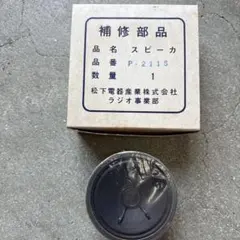 補修部品
品名 スピーカ
品番 P-211S
数量 1
松下電器産業株式会社
ラジオ事業部